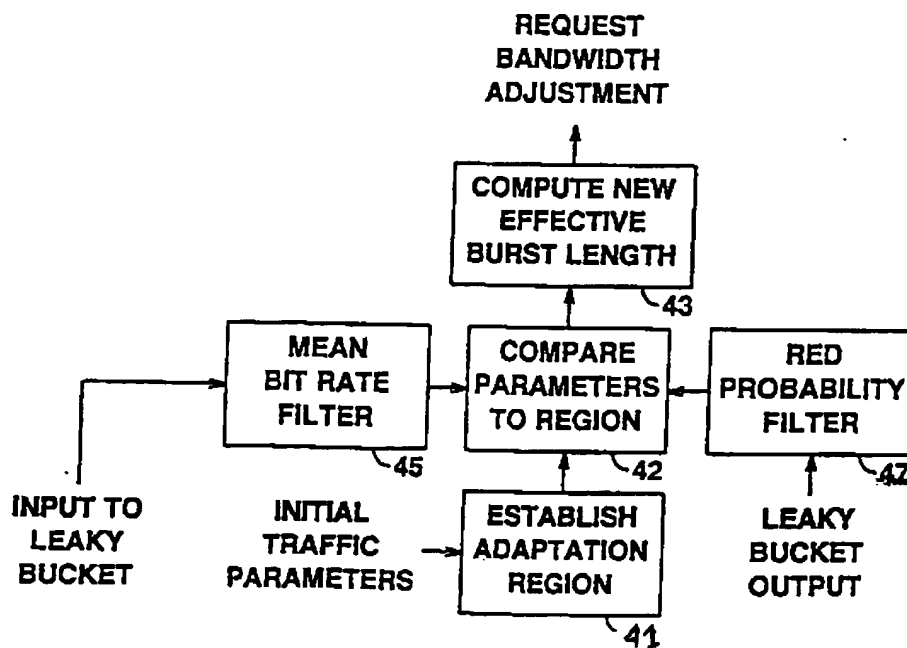 REQUEST
BANDWIDTH
ADJUSTMENT
COMPUTE NEW
EFFECTIVE
BURST LENGTH
43
MEAN
BIT RATE
FILTER
45
COMPARE
PARAMETERS
TO REGION
42
RED
PROBABILITY
FILTER
47
INPUT TO
LEAKY
BUCKET
INITIAL
TRAFFIC
PARAMETERS
ESTABLISH
ADAPTATION
REGION
41
LEAKY
BUCKET
OUTPUT